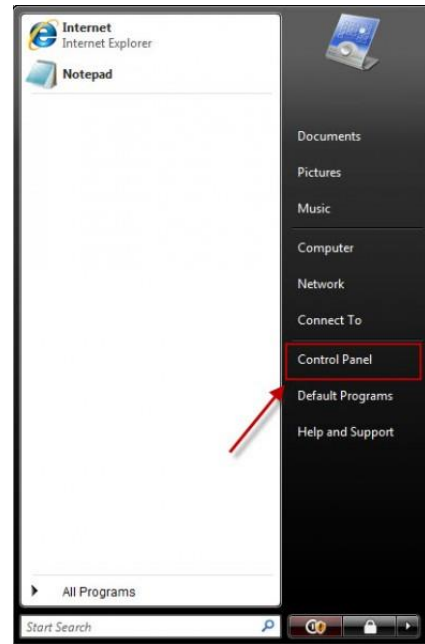 Internet
Internet Explorer
Notepad
Documents
Pictures
Music
Computer
Network
Connect To
Control Panel
Default Programs
Help and Support
All Programs
Start Search